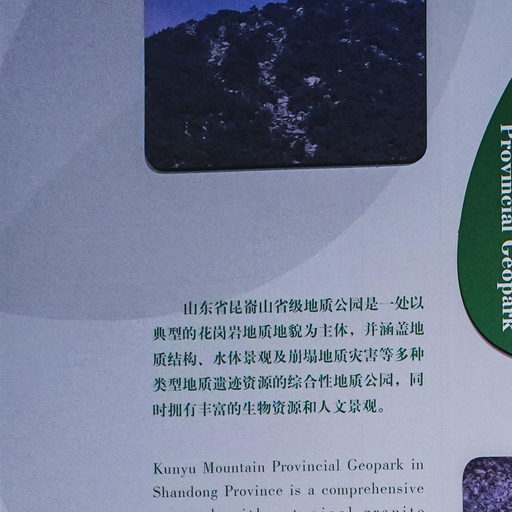 山东省昆嵛山省级地质公园是一处以
典型的花岗岩地质地貌为主体，并涵盖地
质结构、水体景观及崩塌地质灾害等多种
类型地质遗迹资源的综合性地质公园，同
时拥有丰富的生物资源和人文景观。
Kunyu Mountain Provincial Geopark in
Shandong Province is a comprehensive
Provincial Geopark